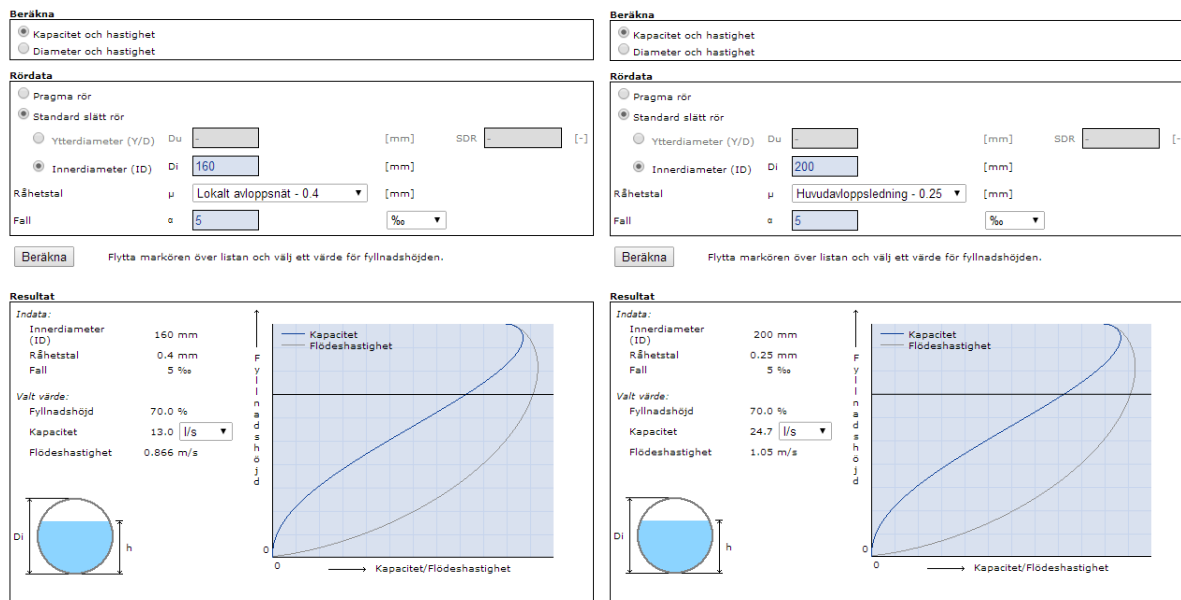 Beräkna
Kapacitet och hastighet
Diameter och hastighet
Rördata
Pragma rör
Standard slätt rör
Ytterdiameter (Y/D) Du - [mm] SDR - [-]
Innerdiameter (ID) Di 160 [mm]
Råhetstal µ Lokalt avloppsnät - 0.4 [mm]
Fall α 5 ‰
Beräkna Flytta markören över listan och välj ett värde för fyllnadshöjden.
Resultat
Indata:
Innerdiameter (ID) 160 mm
Råhetstal 0.4 mm
Fall 5 ‰
Valt värde:
Fyllnadshöjd 70.0 %
Kapacitet 13.0 l/s
Flödeshastighet 0.866 m/s
Di
h
Fyllnadshöjd
Kapacitet
Flödeshastighet
0
0
Kapacitet/Flödeshastighet
Beräkna
Kapacitet och hastighet
Diameter och hastighet
Rördata
Pragma rör
Standard slätt rör
Ytterdiameter (Y/D) Du - [mm] SDR - [-
Innerdiameter (ID) Di 200 [mm]
Råhetstal µ Huvudavloppsledning - 0.25 [mm]
Fall α 5 ‰
Beräkna Flytta markören över listan och välj ett värde för fyllnadshöjden.
Resultat
Indata:
Innerdiameter (ID) 200 mm
Råhetstal 0.25 mm
Fall 5 ‰
Valt värde:
Fyllnadshöjd 70.0 %
Kapacitet 24.7 l/s
Flödeshastighet 1.05 m/s
Di
h
Fyllnadshöjd
Kapacitet
Flödeshastighet
0
0
Kapacitet/Flödeshastighet